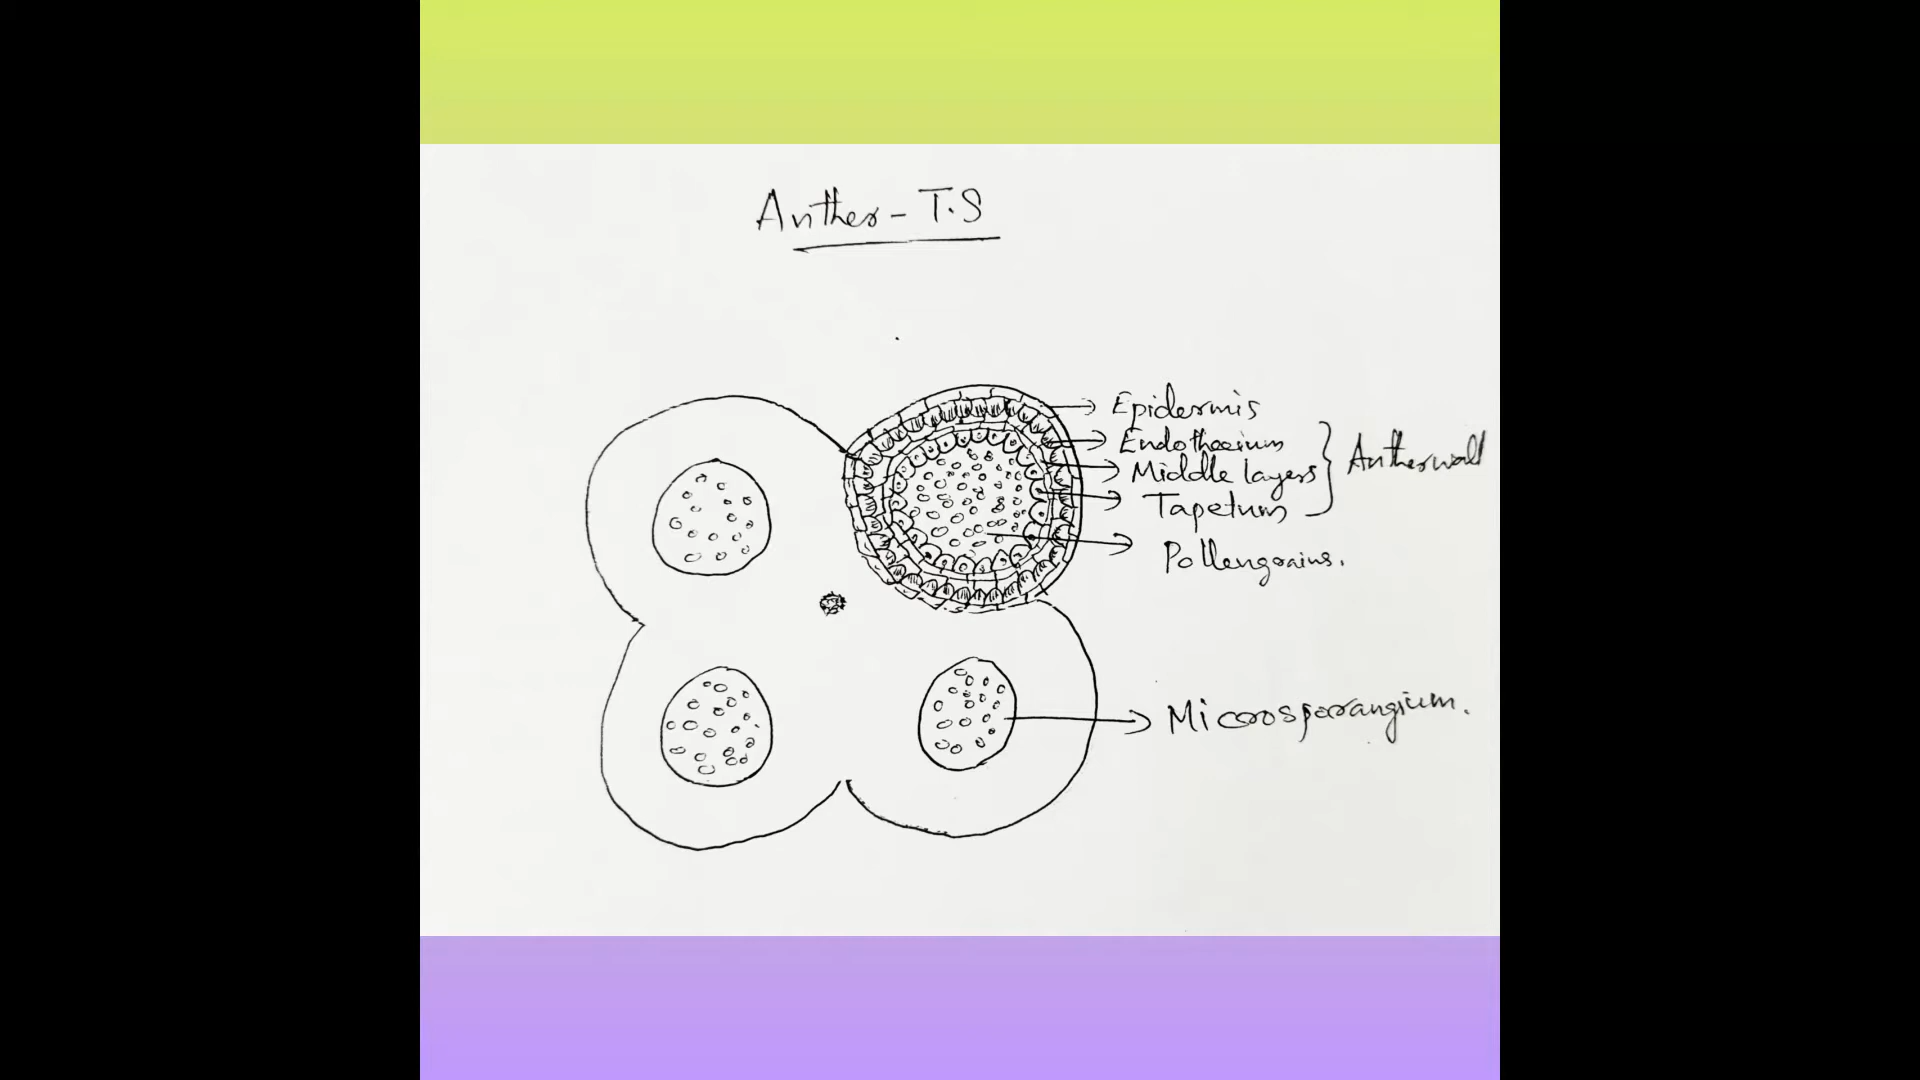 Anther - T.S
Epidermis
Endothecium
Middle layers
Tapetum
Antherwall
Pollengrains.
Microsporangium.